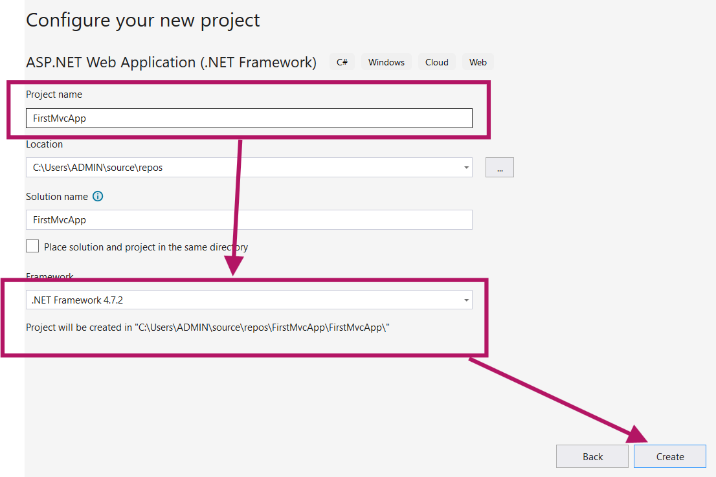 Configure your new project
ASP.NET Web Application (.NET Framework) C# Windows Cloud Web
Project name
FirstMvcApp
Location
C:\Users\ADMIN\source\repos
...
Solution name
FirstMvcApp
Place solution and project in the same directory
Framework
.NET Framework 4.7.2
Project will be created in "C:\Users\ADMIN\source\repos\FirstMvcApp\FirstMvcApp\"
Back Create